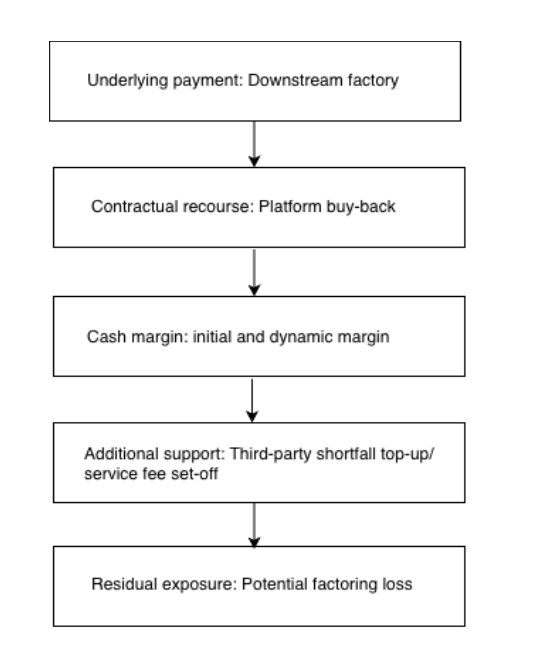 Underlying payment: Downstream factory
Contractual recourse: Platform buy-back
Cash margin: initial and dynamic margin
Additional support: Third-party shortfall top-up/
service fee set-off
Residual exposure: Potential factoring loss